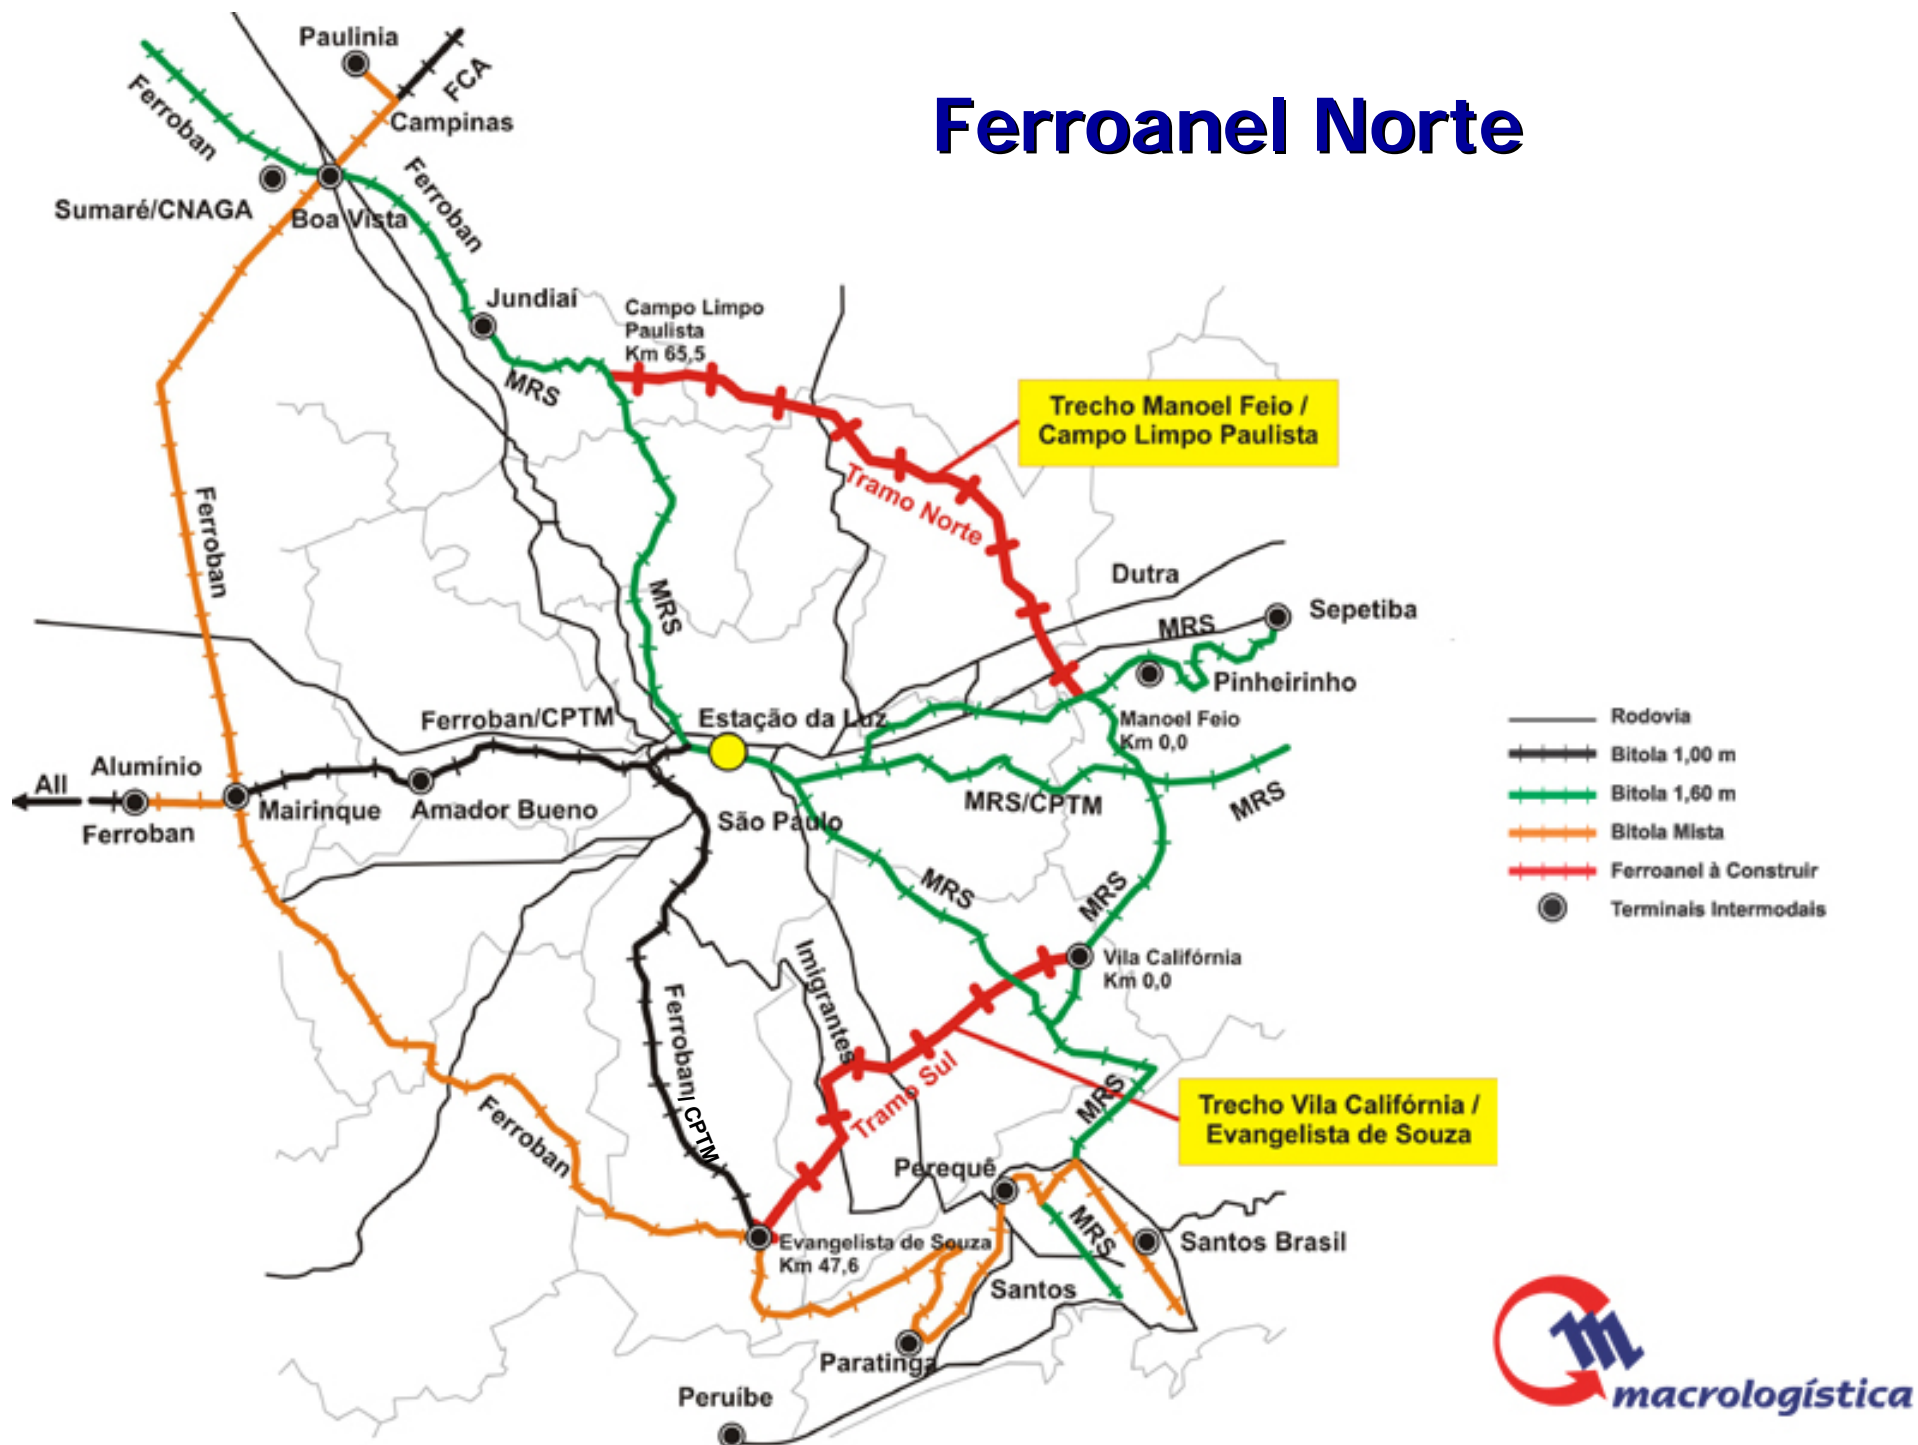 Ferroanel Norte
Paulinia
FCA
Campinas
Ferroban
Ferroban
Sumaré/CNAGA
Boa Vista
Jundiaí
Campo Limpo
Paulista
Km 65,5
MRS
Trecho Manoel Feio /
Campo Limpo Paulista
Tramo Norte
Ferroban
MRS
Dutra
MRS
Sepetiba
Pinheirinho
Ferroban/CPTM
Estação da Luz
Manoel Feio
Km 0,0
All
Alumínio
Ferroban
Mairinque
Amador Bueno
São Paulo
MRS/CPTM
MRS
Rodovia
Bitola 1,00 m
Bitola 1,60 m
Bitola Mista
Ferroanel à Construir
Terminais Intermodais
MRS
MRS
Vila Califórnia
Km 0,0
Imigrantes
Ferroban/ CPTM
Tramo Sul
MRS
Trecho Vila Califórnia /
Evangelista de Souza
Ferroban
Perequê
MRS
Santos Brasil
Evangelista de Souza
Km 47,6
Santos
Paratinga
Peruíbe
m
macrologística